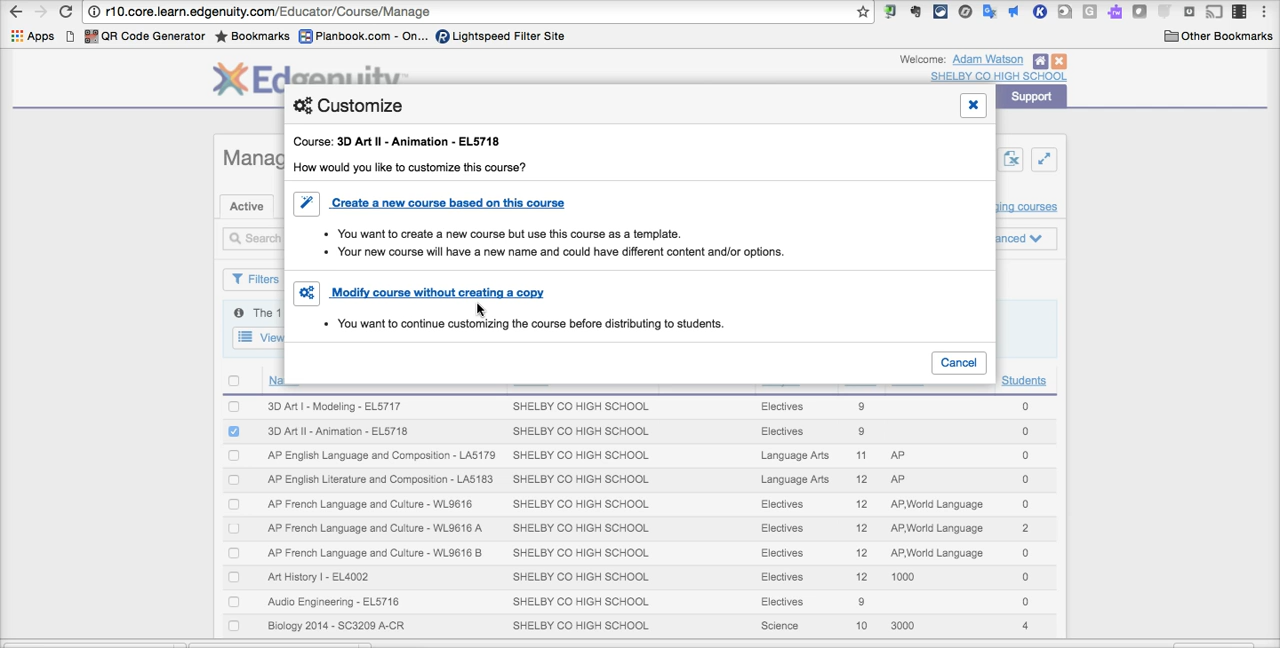 r10.core.learn.edgenuity.com/Educator/Course/Manage
Apps QR Code Generator Bookmarks Planbook.com - On... Lightspeed Filter Site Other Bookmarks
Welcome: Adam Watson
SHELBY CO HIGH SCHOOL
Edgenuity
Support
Customize
Course: 3D Art II - Animation - EL5718
How would you like to customize this course?
Create a new course based on this course
• You want to create a new course but use this course as a template.
• Your new course will have a new name and could have different content and/or options.
Modify course without creating a copy
• You want to continue customizing the course before distributing to students.
Cancel
Manag
Active ging courses
Search anced
Filters
The 1
View
Na Students
3D Art I - Modeling - EL5717 SHELBY CO HIGH SCHOOL Electives 9 0
3D Art II - Animation - EL5718 SHELBY CO HIGH SCHOOL Electives 9 0
AP English Language and Composition - LA5179 SHELBY CO HIGH SCHOOL Language Arts 11 AP 0
AP English Literature and Composition - LA5183 SHELBY CO HIGH SCHOOL Language Arts 12 AP 0
AP French Language and Culture - WL9616 SHELBY CO HIGH SCHOOL Electives 12 AP,World Language 0
AP French Language and Culture - WL9616 A SHELBY CO HIGH SCHOOL Electives 12 AP,World Language 2
AP French Language and Culture - WL9616 B SHELBY CO HIGH SCHOOL Electives 12 AP,World Language 0
Art History I - EL4002 SHELBY CO HIGH SCHOOL Electives 12 1000 0
Audio Engineering - EL5716 SHELBY CO HIGH SCHOOL Electives 9 0
Biology 2014 - SC3209 A-CR SHELBY CO HIGH SCHOOL Science 10 3000 4